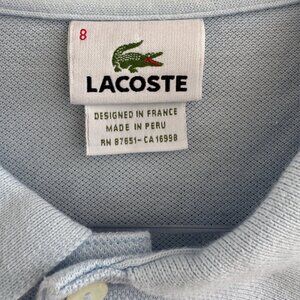 8
LACOSTE
DESIGNED IN FRANCE
MADE IN PERU
RN 87651-CA 16998